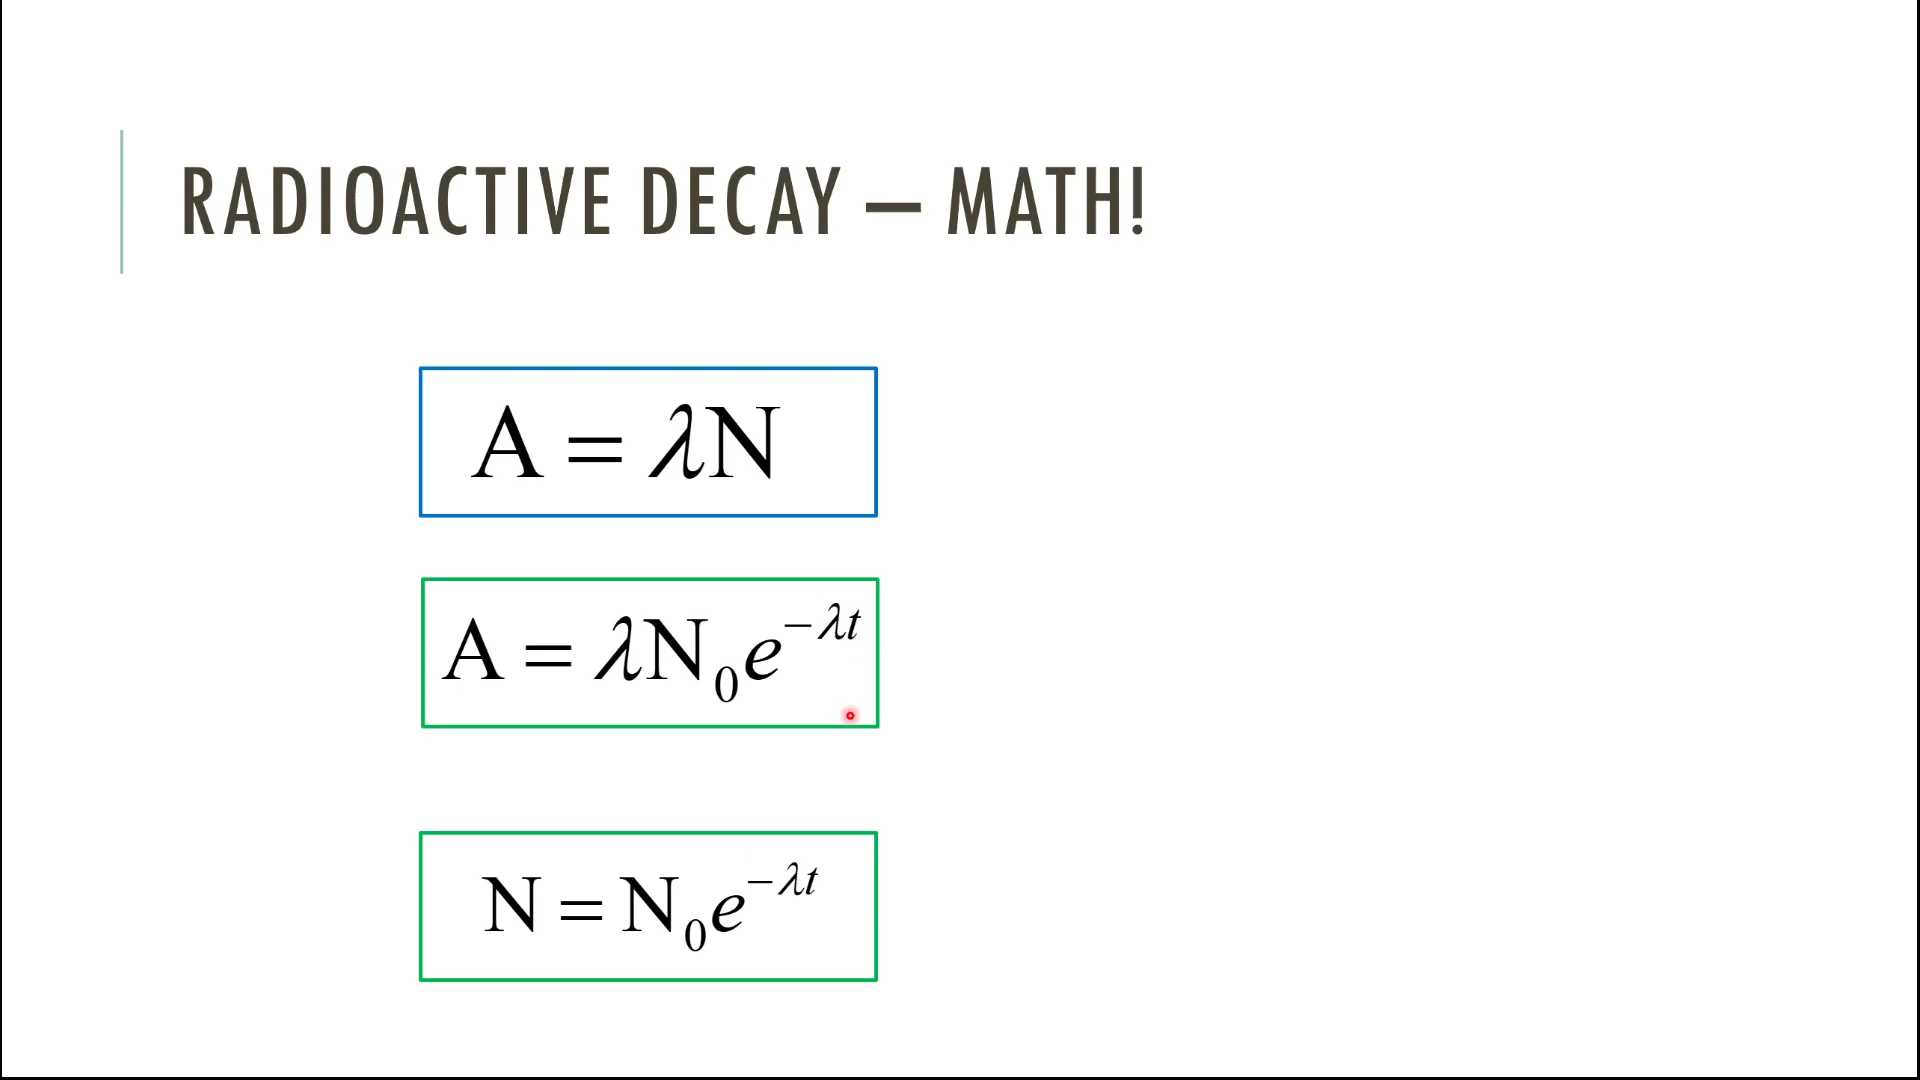 RADIOACTIVE DECAY — MATH!
A = λN
A = λN₀e^{−λt}
N = N₀e^{−λt}